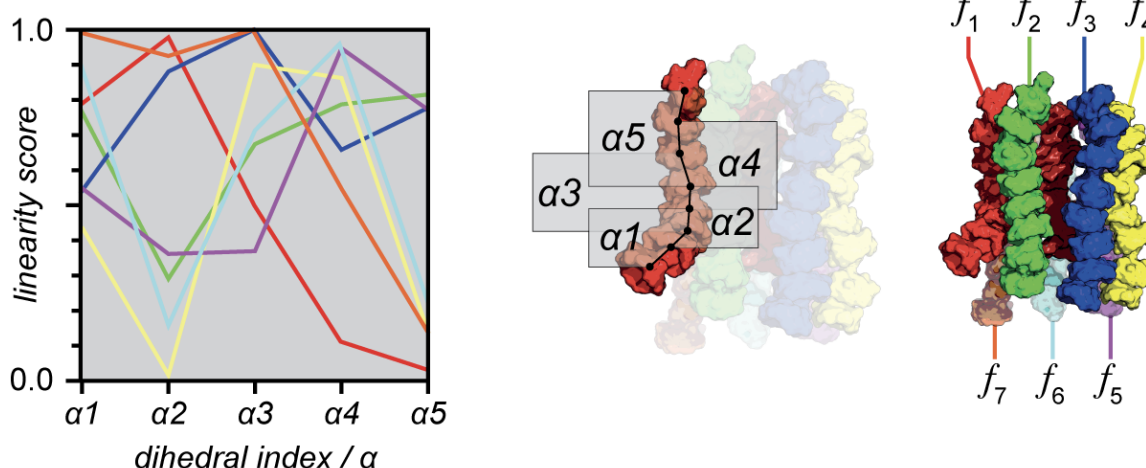 1.0
0.0
linearity score
α1 α2 α3 α4 α5
dihedral index / α
α5
α4
α3
α1
α2
f1 f2 f3 f4
f7 f6 f5